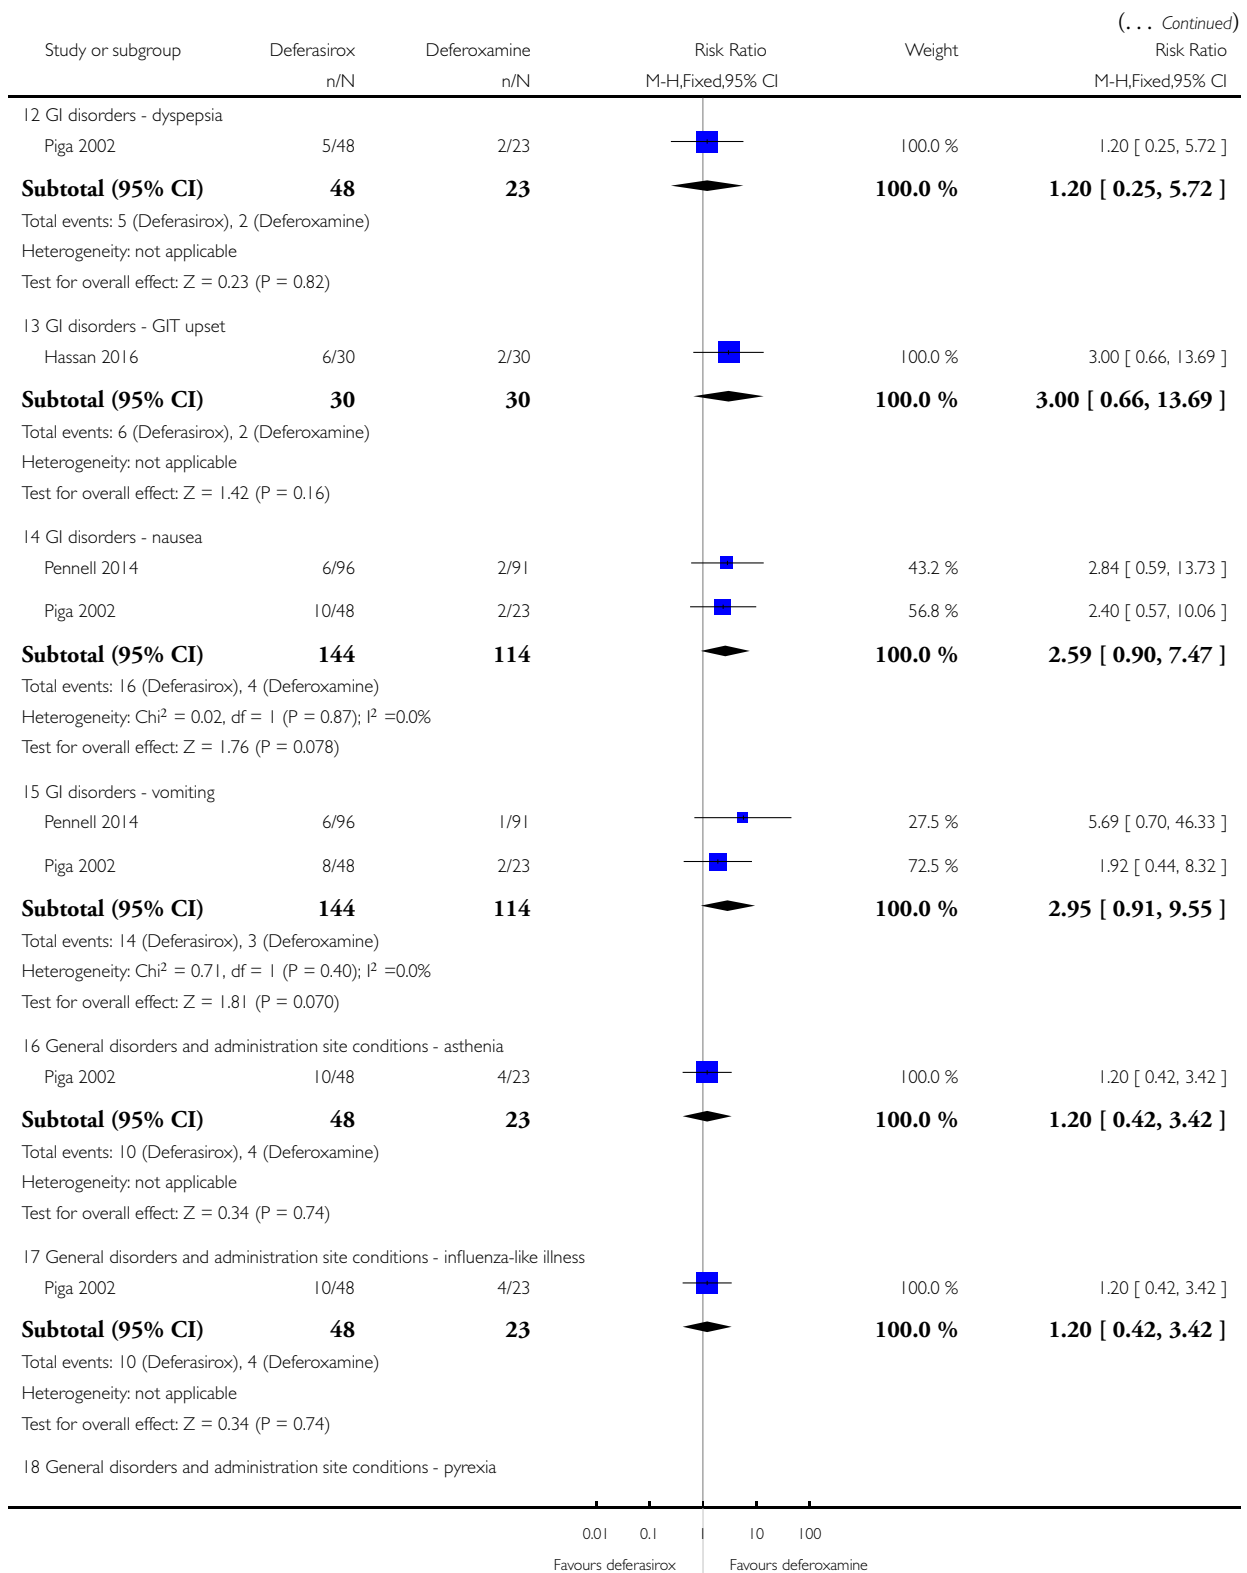 (... Continued)
Study or subgroup Deferasirox Deferoxamine Risk Ratio Weight Risk Ratio
n/N n/N M-H,Fixed,95% CI M-H,Fixed,95% CI
12 GI disorders - dyspepsia
Piga 2002 5/48 2/23 100.0 % 1.20 [ 0.25, 5.72 ]
Subtotal (95% CI) 48 23 100.0 % 1.20 [ 0.25, 5.72 ]
Total events: 5 (Deferasirox), 2 (Deferoxamine)
Heterogeneity: not applicable
Test for overall effect: Z = 0.23 (P = 0.82)
13 GI disorders - GIT upset
Hassan 2016 6/30 2/30 100.0 % 3.00 [ 0.66, 13.69 ]
Subtotal (95% CI) 30 30 100.0 % 3.00 [ 0.66, 13.69 ]
Total events: 6 (Deferasirox), 2 (Deferoxamine)
Heterogeneity: not applicable
Test for overall effect: Z = 1.42 (P = 0.16)
14 GI disorders - nausea
Pennell 2014 6/96 2/91 43.2 % 2.84 [ 0.59, 13.73 ]
Piga 2002 10/48 2/23 56.8 % 2.40 [ 0.57, 10.06 ]
Subtotal (95% CI) 144 114 100.0 % 2.59 [ 0.90, 7.47 ]
Total events: 16 (Deferasirox), 4 (Deferoxamine)
Heterogeneity: Chi² = 0.02, df = 1 (P = 0.87); I² =0.0%
Test for overall effect: Z = 1.76 (P = 0.078)
15 GI disorders - vomiting
Pennell 2014 6/96 1/91 27.5 % 5.69 [ 0.70, 46.33 ]
Piga 2002 8/48 2/23 72.5 % 1.92 [ 0.44, 8.32 ]
Subtotal (95% CI) 144 114 100.0 % 2.95 [ 0.91, 9.55 ]
Total events: 14 (Deferasirox), 3 (Deferoxamine)
Heterogeneity: Chi² = 0.71, df = 1 (P = 0.40); I² =0.0%
Test for overall effect: Z = 1.81 (P = 0.070)
16 General disorders and administration site conditions - asthenia
Piga 2002 10/48 4/23 100.0 % 1.20 [ 0.42, 3.42 ]
Subtotal (95% CI) 48 23 100.0 % 1.20 [ 0.42, 3.42 ]
Total events: 10 (Deferasirox), 4 (Deferoxamine)
Heterogeneity: not applicable
Test for overall effect: Z = 0.34 (P = 0.74)
17 General disorders and administration site conditions - influenza-like illness
Piga 2002 10/48 4/23 100.0 % 1.20 [ 0.42, 3.42 ]
Subtotal (95% CI) 48 23 100.0 % 1.20 [ 0.42, 3.42 ]
Total events: 10 (Deferasirox), 4 (Deferoxamine)
Heterogeneity: not applicable
Test for overall effect: Z = 0.34 (P = 0.74)
18 General disorders and administration site conditions - pyrexia
0.01 0.1 1 10 100
Favours deferasirox Favours deferoxamine